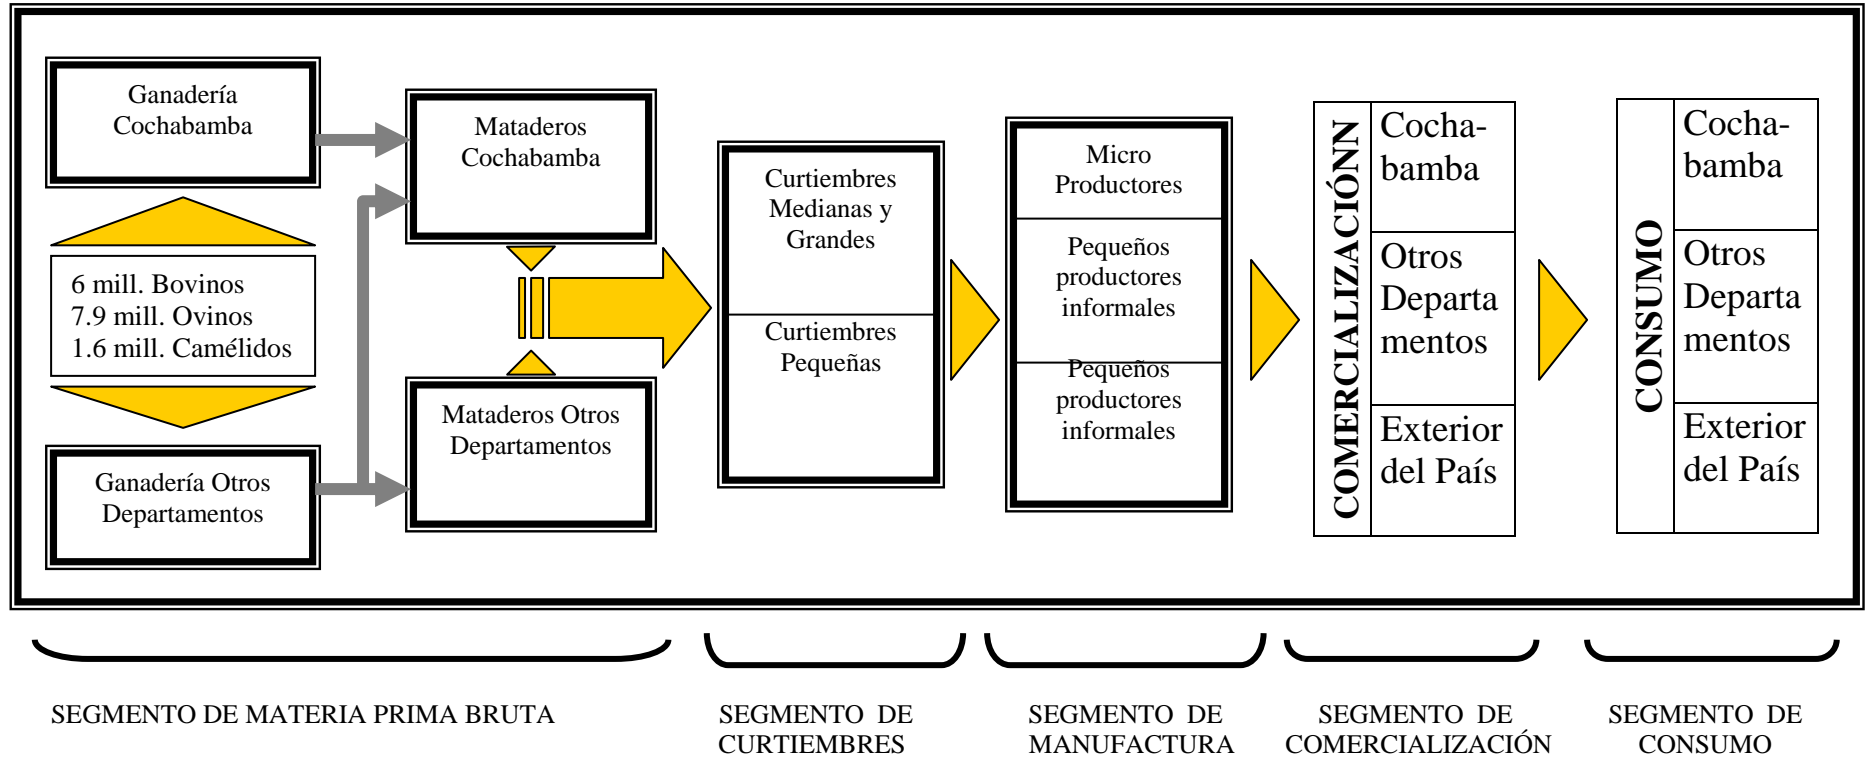 Ganadería
Cochabamba
6 mill. Bovinos
7.9 mill. Ovinos
1.6 mill. Camélidos
Ganadería Otros
Departamentos
Mataderos
Cochabamba
Mataderos Otros
Departamentos
Curtiembres
Medianas y
Grandes
Curtiembres
Pequeñas
Micro
Productores
Pequeños
productores
informales
Pequeños
productores
informales
COMERCIALIZACIÓNN
Cocha-
bamba
Otros
Departa
mentos
Exterior
del País
CONSUMO
Cocha-
bamba
Otros
Departa
mentos
Exterior
del País
SEGMENTO DE MATERIA PRIMA BRUTA
SEGMENTO DE
CURTIEMBRES
SEGMENTO DE
MANUFACTURA
SEGMENTO DE
COMERCIALIZACIÓN
SEGMENTO DE
CONSUMO